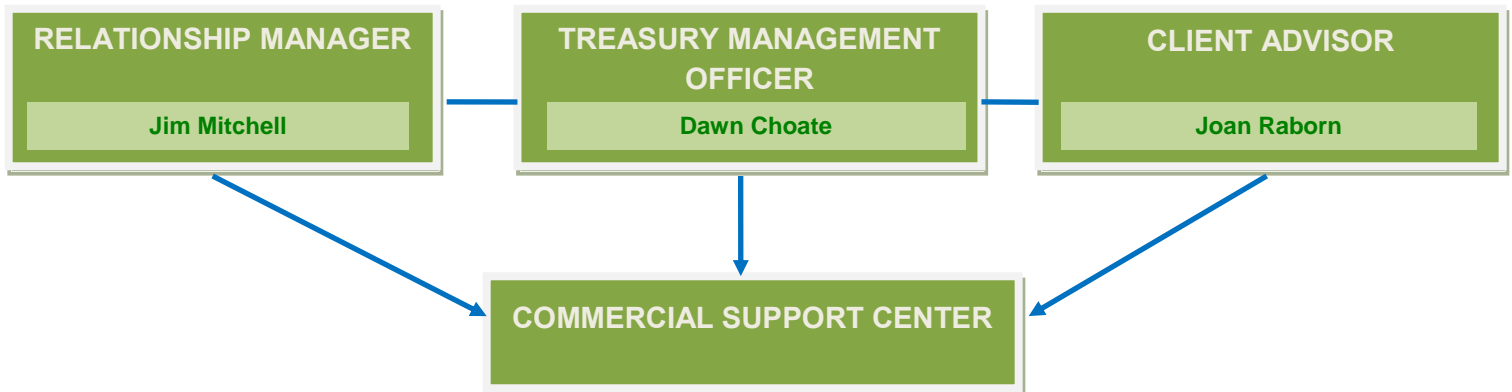 RELATIONSHIP MANAGER
Jim Mitchell
TREASURY MANAGEMENT
OFFICER
Dawn Choate
CLIENT ADVISOR
Joan Raborn
COMMERCIAL SUPPORT CENTER